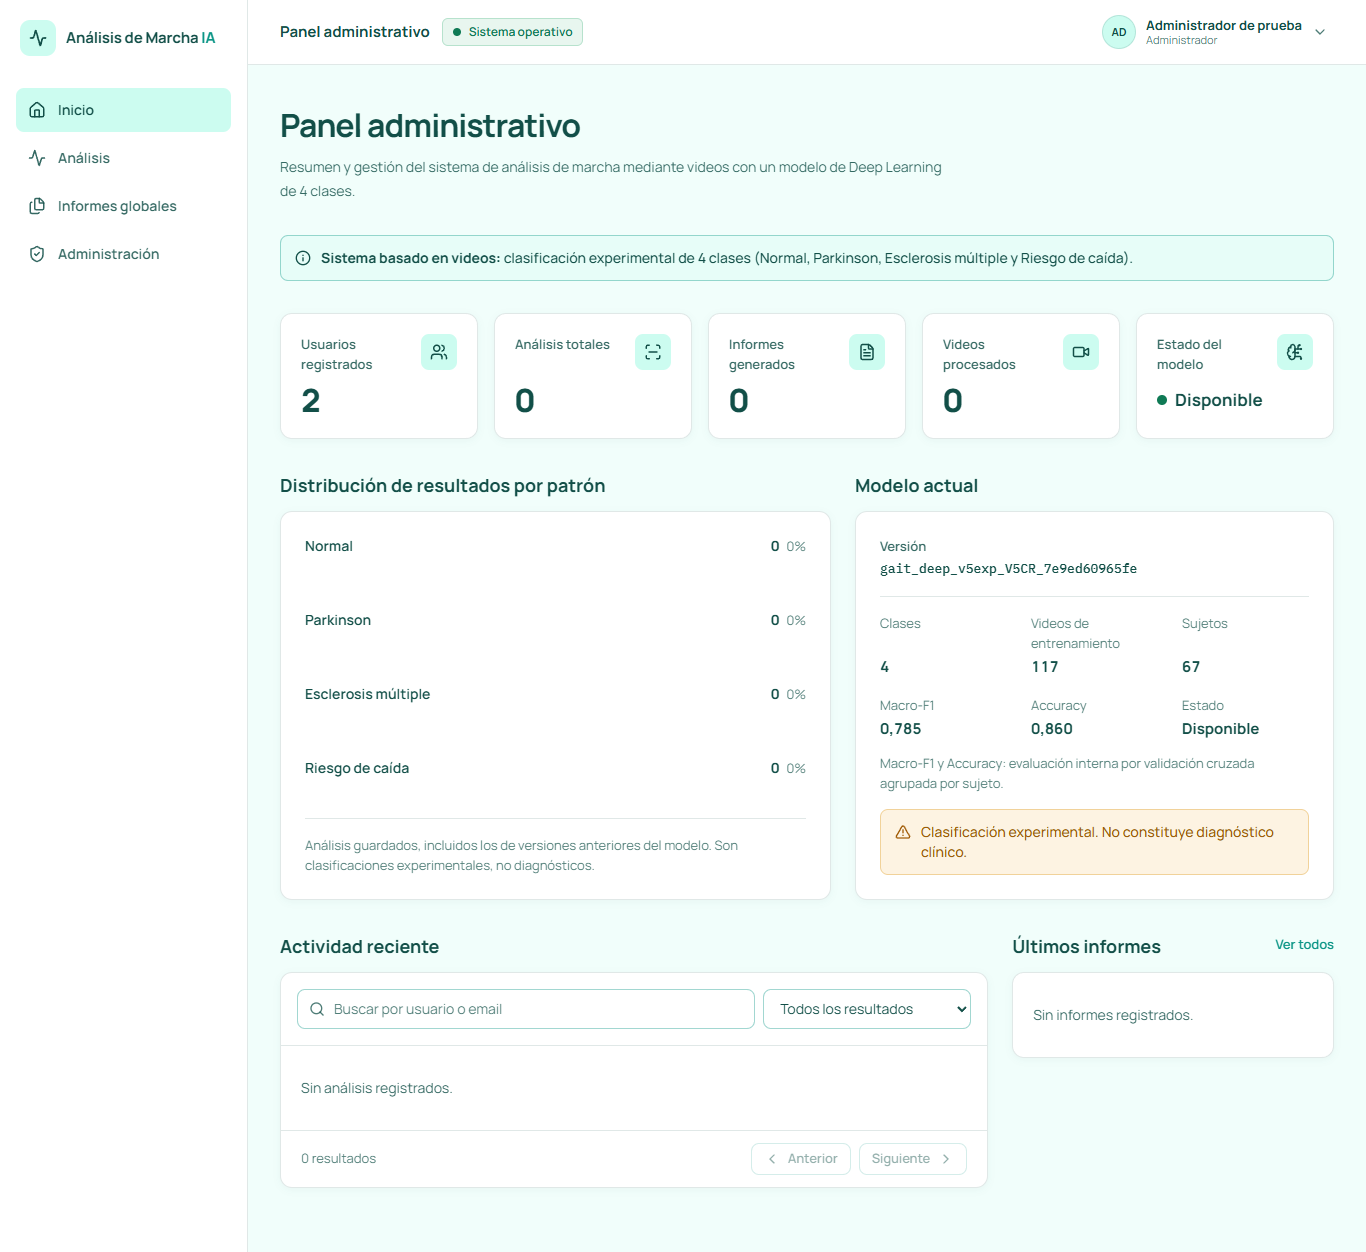 Análisis de Marcha IA
Inicio
Análisis
Informes globales
Administración
Panel administrativo
Sistema operativo
AD
Administrador de prueba
Administrador
Panel administrativo
Resumen y gestión del sistema de análisis de marcha mediante videos con un modelo de Deep Learning
de 4 clases.
Sistema basado en videos: clasificación experimental de 4 clases (Normal, Parkinson, Esclerosis múltiple y Riesgo de caída).
Usuarios
registrados
2
Análisis totales
0
Informes
generados
0
Videos
procesados
0
Estado del
modelo
Disponible
Distribución de resultados por patrón
Normal 0 0%
Parkinson 0 0%
Esclerosis múltiple 0 0%
Riesgo de caída 0 0%
Análisis guardados, incluidos los de versiones anteriores del modelo. Son
clasificaciones experimentales, no diagnósticos.
Modelo actual
Versión
gait_deep_v5exp_V5CR_7e9ed60965fe
Clases
4
Videos de
entrenamiento
117
Sujetos
67
Macro-F1
0,785
Accuracy
0,860
Estado
Disponible
Macro-F1 y Accuracy: evaluación interna por validación cruzada
agrupada por sujeto.
Clasificación experimental. No constituye diagnóstico
clínico.
Actividad reciente
Buscar por usuario o email
Todos los resultados
Sin análisis registrados.
0 resultados
Anterior
Siguiente
Últimos informes
Ver todos
Sin informes registrados.